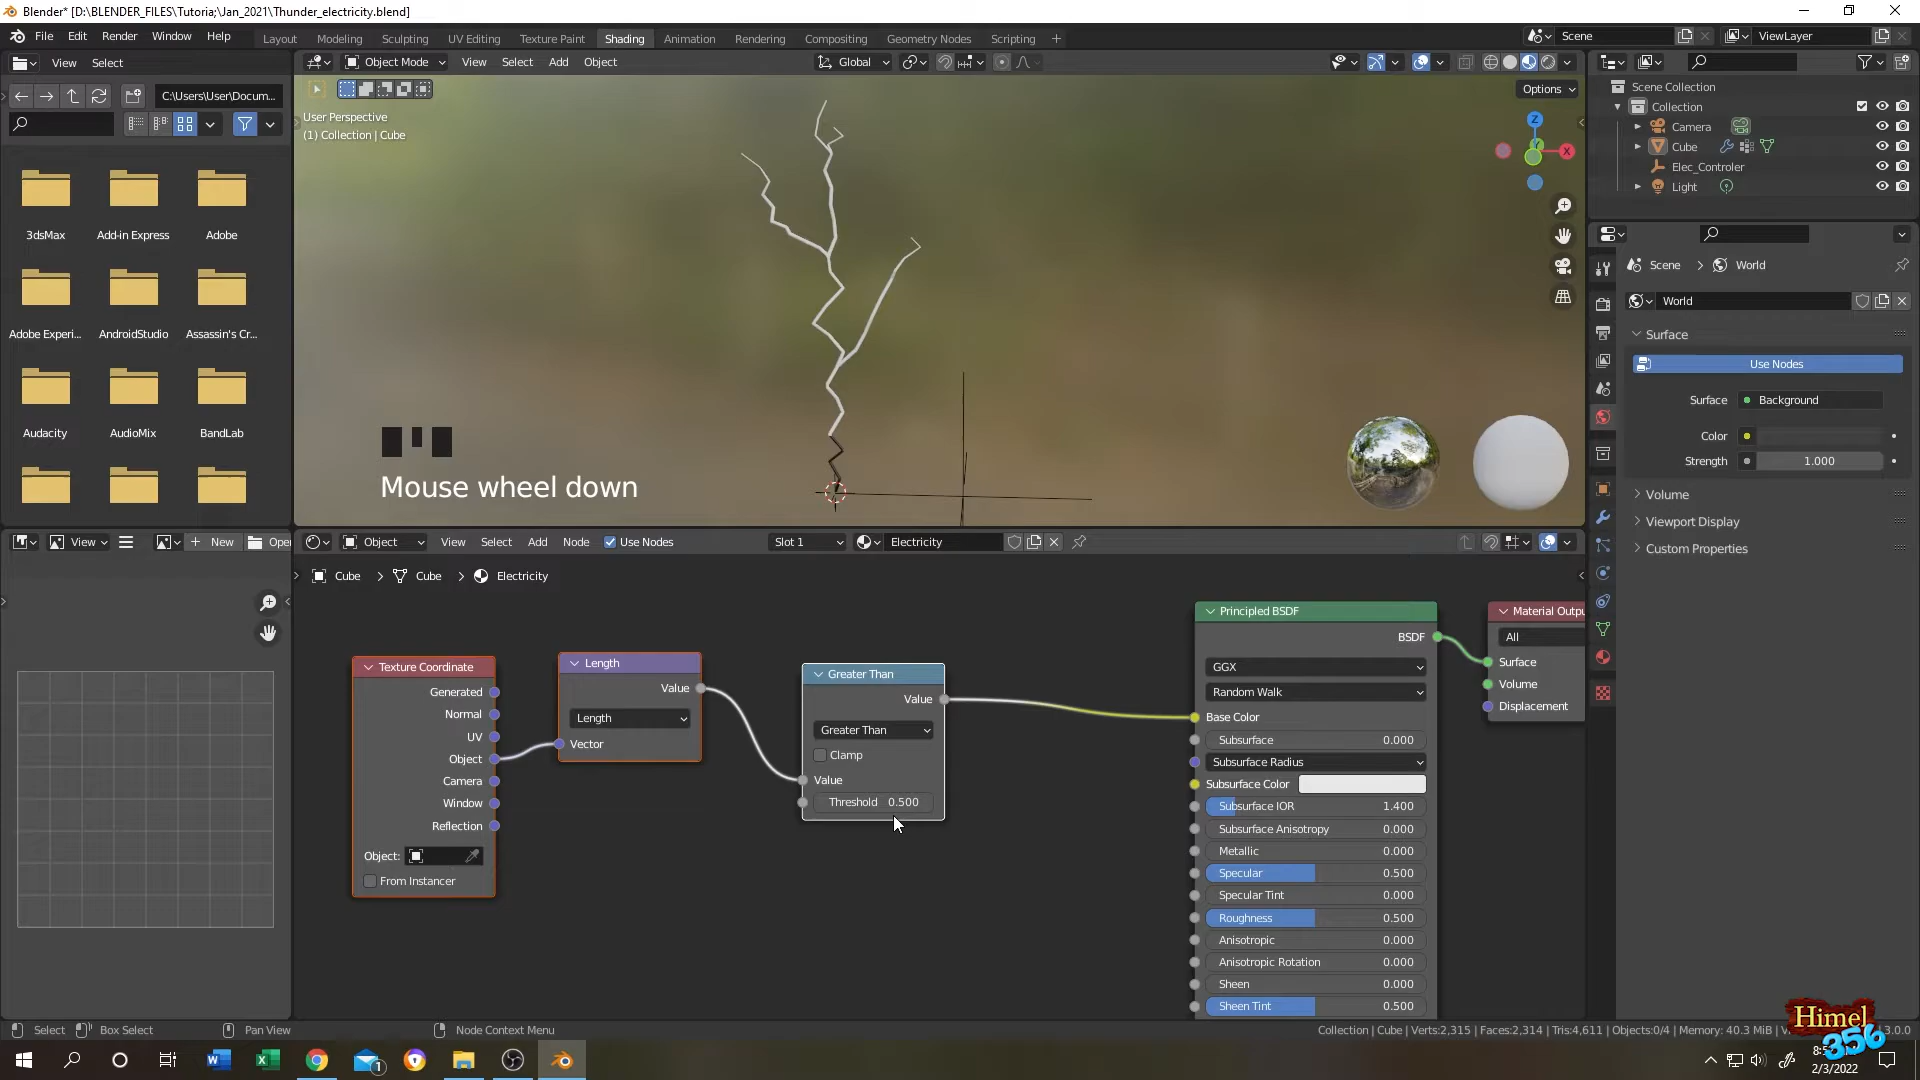 Blender* [D:\BLENDER_FILES\Tutoria;\Jan_2021\Thunder_electricity.blend]
File Edit Render Window Help
Layout Modeling Sculpting UV Editing Texture Paint Shading Animation Rendering Compositing Geometry Nodes Scripting +
Scene
ViewLayer
View Select
Object Mode View Select Add Object
Global
C:\Users\User\Docum...
Options
User Perspective
(1) Collection | Cube
Z
X
Scene Collection
Collection
Camera
Cube
Elec_Controler
Light
3dsMax Add-in Express Adobe
Adobe Experi... AndroidStudio Assassin's Cr...
Audacity AudioMix BandLab
Mouse wheel down
Scene > World
World
Surface
Use Nodes
Surface Background
Color
Strength 1.000
Volume
Viewport Display
Custom Properties
View + New Open
Object View Select Add Node Use Nodes Slot 1 Electricity
Cube > Cube > Electricity
Texture Coordinate
Generated
Normal
UV
Object
Camera
Window
Reflection
Object:
From Instancer
Length
Value
Length
Vector
Greater Than
Value
Greater Than
Clamp
Value
Threshold 0.500
Principled BSDF
BSDF
GGX
Random Walk
Base Color
Subsurface 0.000
Subsurface Radius
Subsurface Color
Subsurface IOR 1.400
Subsurface Anisotropy 0.000
Metallic 0.000
Specular 0.500
Specular Tint 0.000
Roughness 0.500
Anisotropic 0.000
Anisotropic Rotation 0.000
Sheen 0.000
Sheen Tint 0.500
Material Outpu
All
Surface
Volume
Displacement
Select Box Select Pan View Node Context Menu
Collection | Cube | Verts:2,315 | Faces:2,314 | Tris:4,611 | Objects:0/4 | Memory: 40.3 MiB
3.0.0
Himel
356
2/3/2022